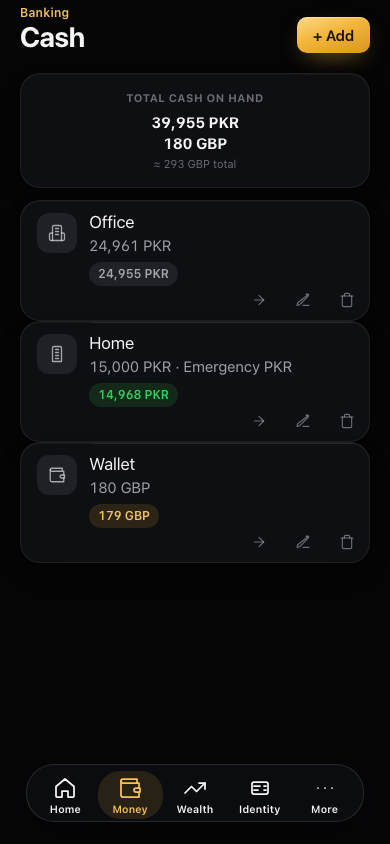 Banking
Cash
+ Add
TOTAL CASH ON HAND
39,955 PKR
180 GBP
≈ 293 GBP total
Office
24,961 PKR
24,955 PKR
Home
15,000 PKR · Emergency PKR
14,968 PKR
Wallet
180 GBP
179 GBP
Home
Money
Wealth
Identity
More